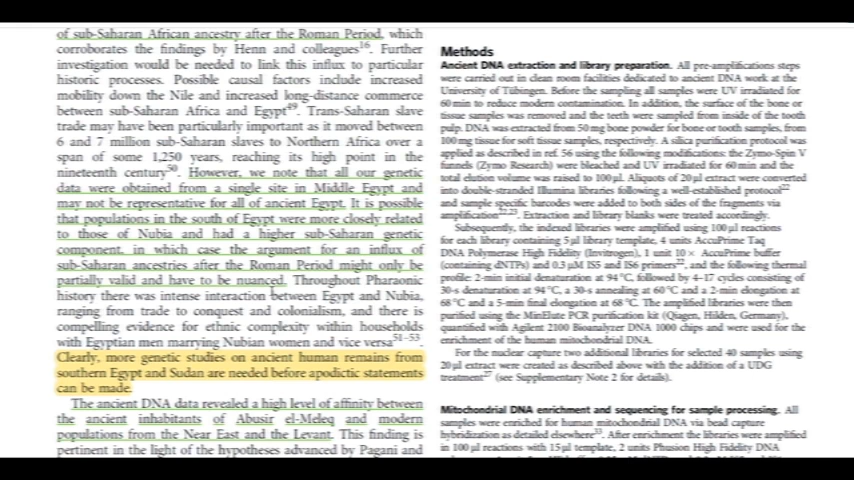 of sub-Saharan African ancestry after the Roman Period, which
corroborates the findings by Henn and colleagues16. Further
investigation would be needed to link this influx to particular
historic processes. Possible causal factors include increased
mobility down the Nile and increased long-distance commerce
between sub-Saharan Africa and Egypt49. Trans-Saharan slave
trade may have been particularly important as it moved between
6 and 7 million sub-Saharan slaves to Northern Africa over a
span of some 1,250 years, reaching its high point in the
nineteenth century50. However, we note that all our genetic
data were obtained from a single site in Middle Egypt and
may not be representative for all of ancient Egypt. It is possible
that populations in the south of Egypt were more closely related
to those of Nubia and had a higher sub-Saharan genetic
component, in which case the argument for an influx of
sub-Saharan ancestries after the Roman Period might only be
partially valid and have to be nuanced. Throughout Pharaonic
history there was intense interaction between Egypt and Nubia,
ranging from trade to conquest and colonialism, and there is
compelling evidence for ethnic complexity within households
with Egyptian men marrying Nubian women and vice versa51–53.
Clearly, more genetic studies on ancient human remains from
southern Egypt and Sudan are needed before apodictic statements
can be made.
The ancient DNA data revealed a high level of affinity between
the ancient inhabitants of Abusir el-Meleq and modern
populations from the Near East and the Levant. This finding is
pertinent in the light of the hypotheses advanced by Pagani and
Methods
Ancient DNA extraction and library preparation. All pre-amplifications steps
were carried out in clean room facilities dedicated to ancient DNA work at the
University of Tübingen. Before the sampling all samples were UV irradiated for
60 min to reduce modern contamination. In addition, the surface of the bone or
tissue samples was removed and the teeth were sampled from inside of the tooth
pulp. DNA was extracted from 50 mg bone powder for bone or tooth samples, from
100 mg tissue for soft tissue samples, respectively. A silica purification protocol was
applied as described in ref. 56 using the following modifications: the Zymo-Spin V
funnels (Zymo Research) were bleached and UV irradiated for 60 min and the
total elution volume was raised to 100 µl. Aliquots of 20 µl extract were converted
into double-stranded Illumina libraries following a well-established protocol22
and sample specific barcodes were added to both sides of the fragments via
amplification22,23. Extraction and library blanks were treated accordingly.
Subsequently, the indexed libraries were amplified using 100 µl reactions
for each library containing 5 µl library template, 4 units AccuPrime Taq
DNA Polymerase High Fidelity (Invitrogen), 1 unit 10 × AccuPrime buffer
(containing dNTPs) and 0.3 µM IS5 and IS6 primers22, and the following thermal
profile: 2-min initial denaturation at 94 °C, followed by 4–17 cycles consisting of
30-s denaturation at 94 °C, a 30-s annealing at 60 °C and a 2-min elongation at
68 °C and a 5-min final elongation at 68 °C. The amplified libraries were then
purified using the MinElute PCR purification kit (Qiagen, Hilden, Germany),
quantified with Agilent 2100 Bioanalyzer DNA 1000 chips and were used for the
enrichment of the human mitochondrial DNA.
For the nuclear capture two additional libraries for selected 40 samples using
20 µl extract were created as described above with the addition of a UDG
treatment27 (see Supplementary Note 2 for details).
Mitochondrial DNA enrichment and sequencing for sample processing. All
samples were enriched for human mitochondrial DNA via bead capture
hybridization as detailed elsewhere33. After enrichment the libraries were amplified
in 100 µl reactions with 15 µl template, 2 units Phusion High Fidelity DNA